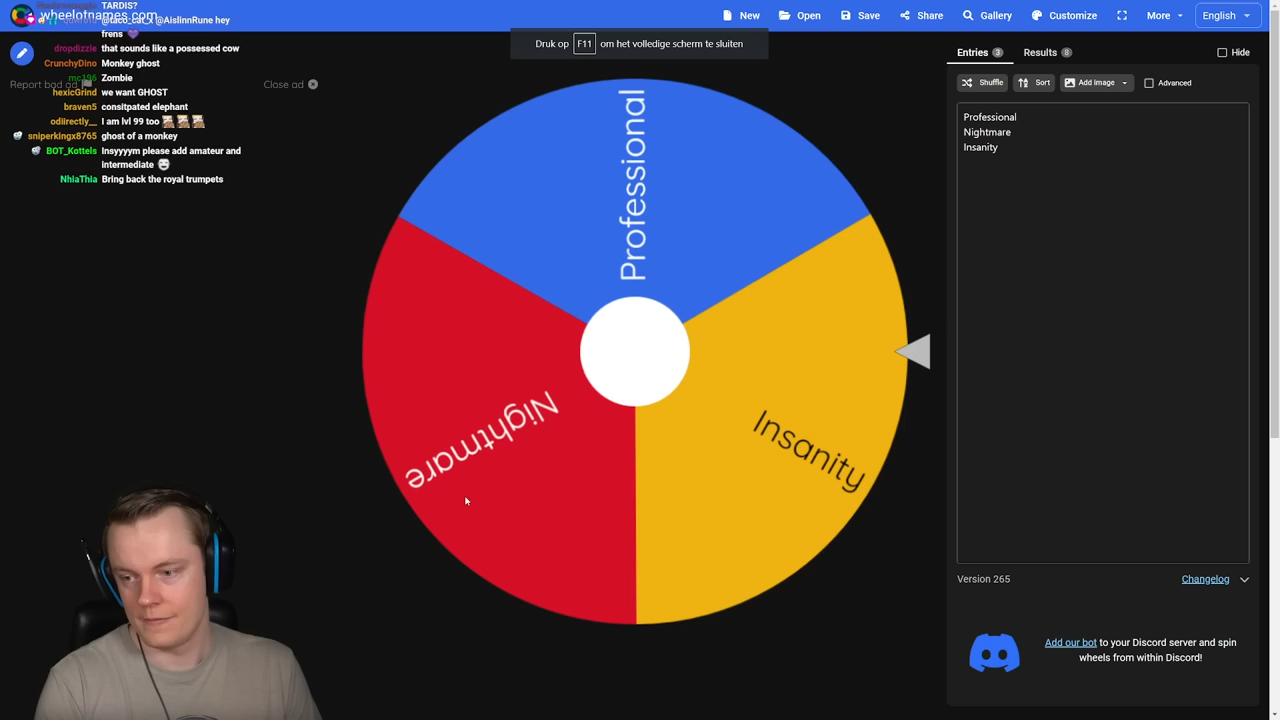 wheelofnames.com
New
Open
Save
Share
Gallery
Customize
More
English
TARDIS?
@taco_cat_x @AislinnRune hey
frens 💜
dropdizzle that sounds like a possessed cow
CrunchyDino Monkey ghost
mc196 Zombie
Report bad ad
Close ad
hexicGrind we want GHOST
braven5 consitpated elephant
odiirectly__ I am lvl 99 too
sniperkingx8765 ghost of a monkey
BOT_Kottels Insyyyym please add amateur and
intermediate
NhiaThia Bring back the royal trumpets
Druk op F11 om het volledige scherm te sluiten
Professional
Nightmare
Insanity
Entries 3
Results 8
Hide
Shuffle
Sort
Add image
Advanced
Professional
Nightmare
Insanity
Version 265
Changelog
Add our bot to your Discord server and spin
wheels from within Discord!